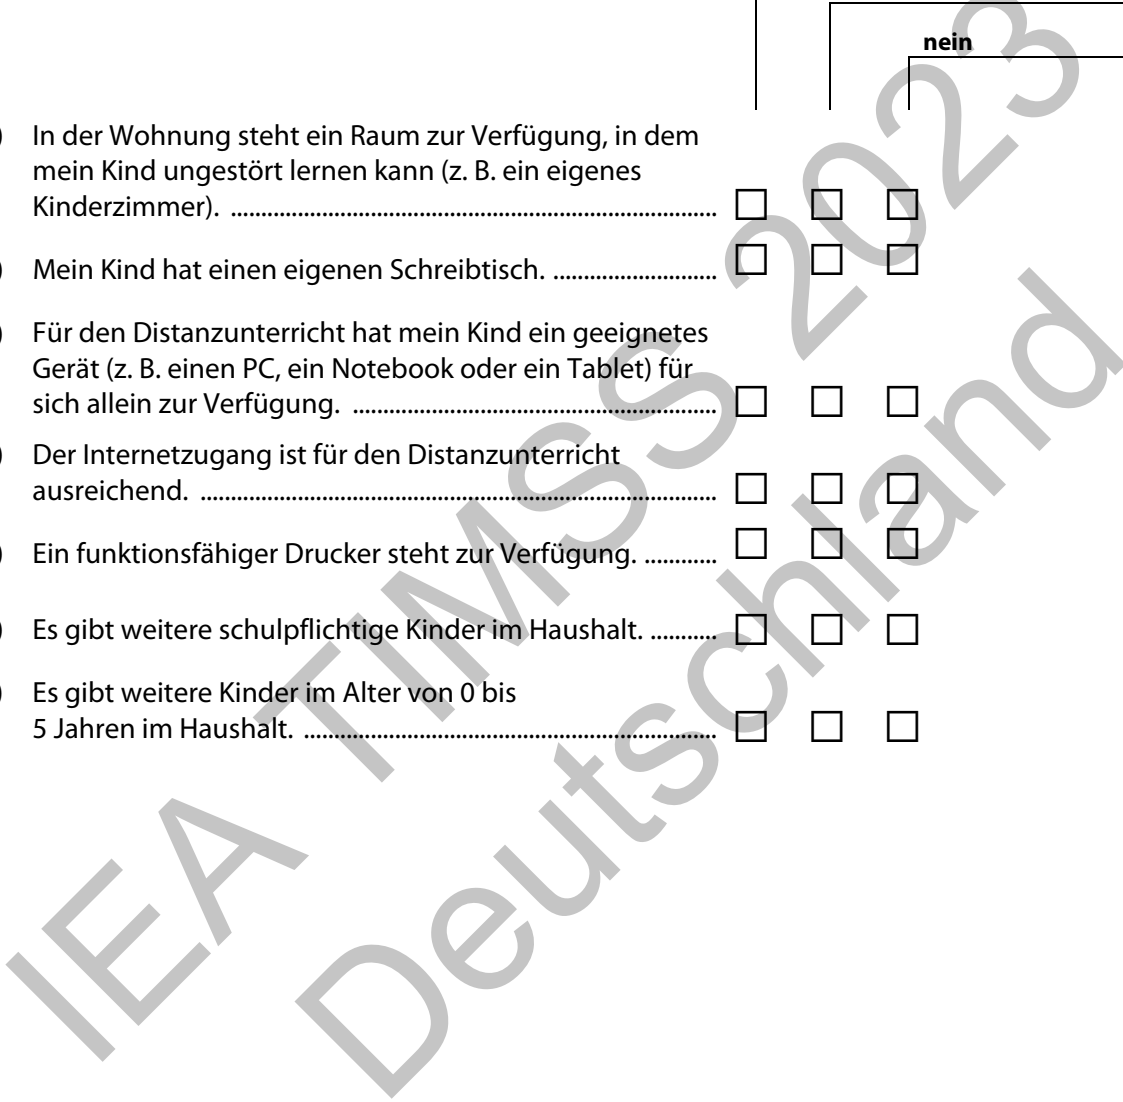 nein
) In der Wohnung steht ein Raum zur Verfügung, in dem
mein Kind ungestört lernen kann (z. B. ein eigenes
Kinderzimmer). ................................................................................
) Mein Kind hat einen eigenen Schreibtisch. ...........................
) Für den Distanzunterricht hat mein Kind ein geeignetes
Gerät (z. B. einen PC, ein Notebook oder ein Tablet) für
sich allein zur Verfügung. ............................................................
) Der Internetzugang ist für den Distanzunterricht
ausreichend. .....................................................................................
) Ein funktionsfähiger Drucker steht zur Verfügung. ............
) Es gibt weitere schulpflichtige Kinder im Haushalt. ...........
) Es gibt weitere Kinder im Alter von 0 bis
5 Jahren im Haushalt. ....................................................................
IEA TIMSS 2023
Deutschland